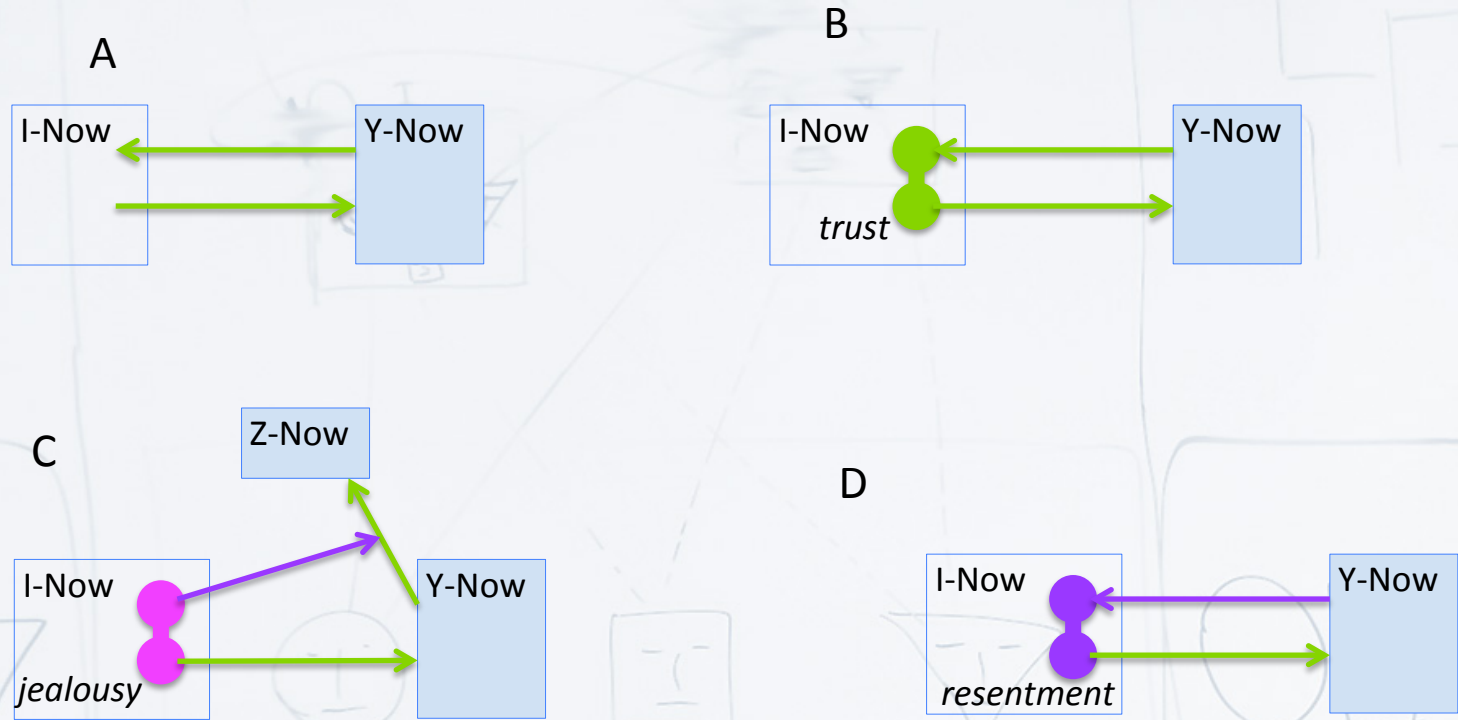 A
I-Now
Y-Now
B
I-Now
Y-Now
trust
C
Z-Now
I-Now
Y-Now
jealousy
D
I-Now
Y-Now
resentment